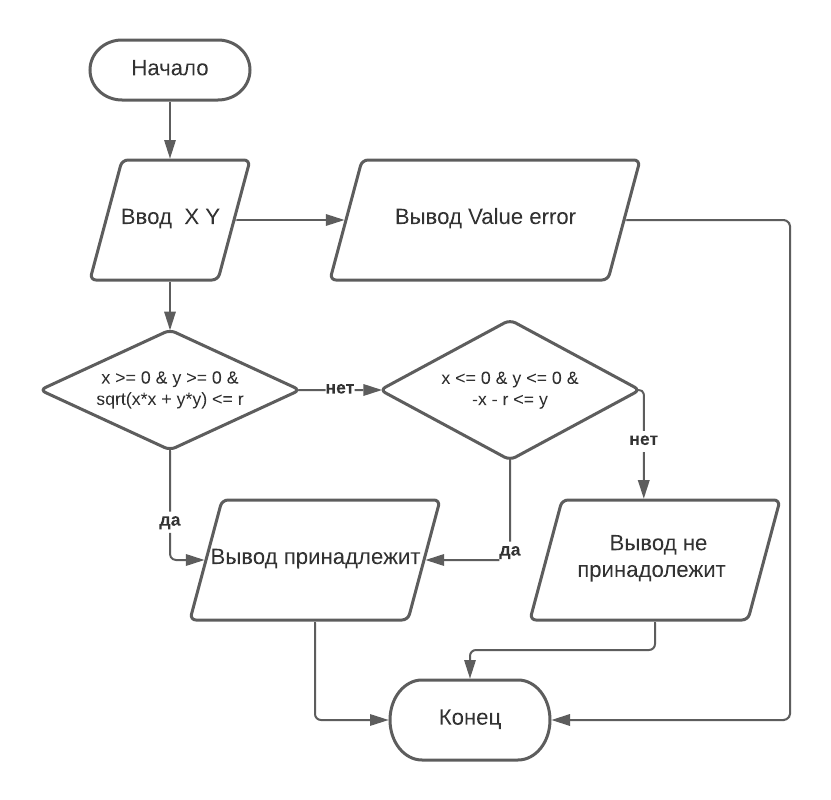 Начало
Ввод  X Y
Вывод Value error
x >= 0 & y >= 0 &
sqrt(x*x + y*y) <= r
нет
x <= 0 & y <= 0 &
-x - r <= y
нет
да
да
Вывод принадлежит
Вывод не
принадолежит
Конец